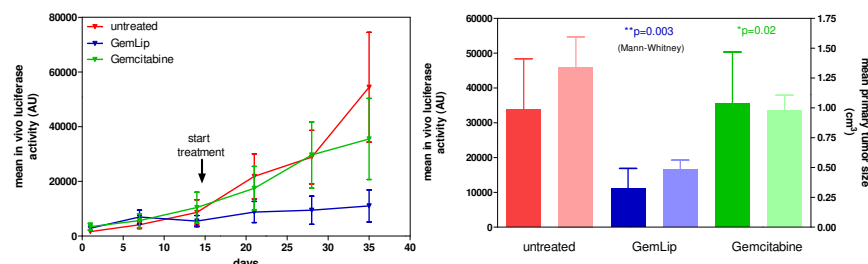 80000
60000
40000
20000
0
0
5
10
15
20
25
30
35
40
untreated
GemLip
Gemcitabine
start
treatment
mean in vivo luciferase
activity (AU)
days
60000
50000
40000
30000
20000
10000
0
mean in vivo luciferase
activity (AU)
**p=0.003
(Mann-Whitney)
*p=0.02
untreated
GemLip
Gemcitabine
1.75
1.50
1.25
1.00
0.75
0.50
0.25
0.00
mean primary tumor size
(cm³)